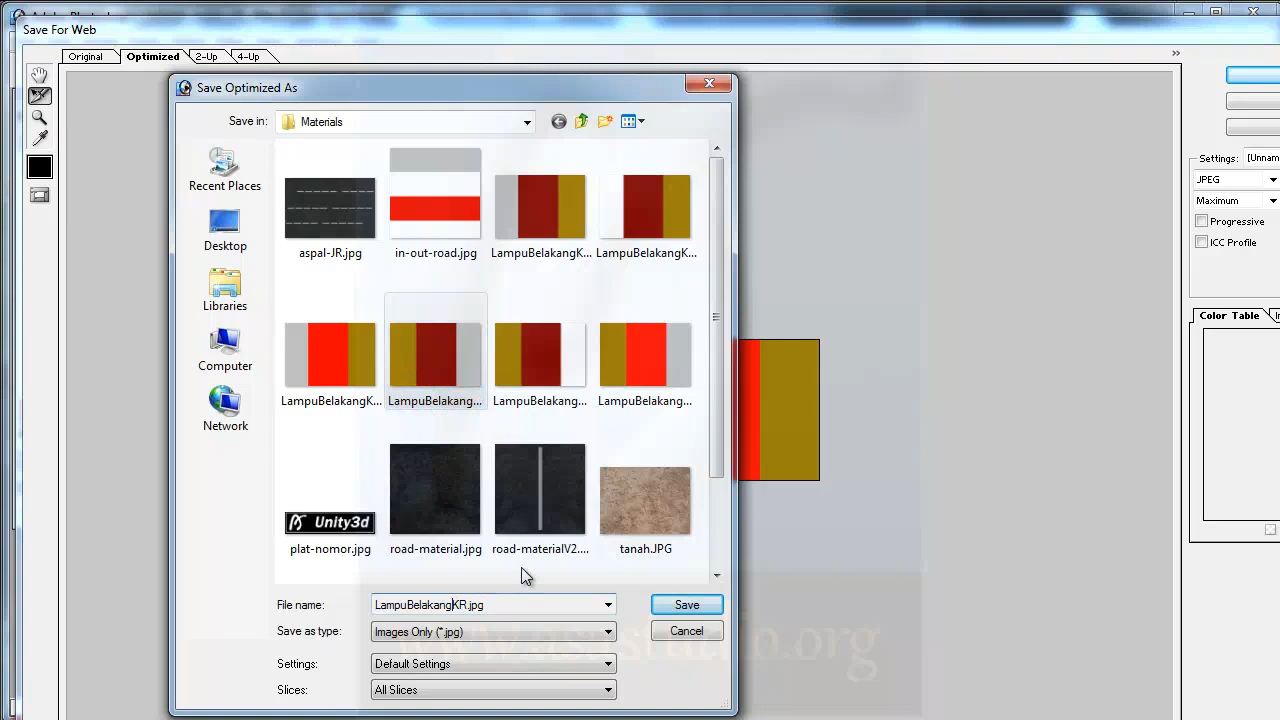 Save For Web
Original
Optimized
2-Up
4-Up
Save Optimized As
Save in:
Materials
Recent Places
Desktop
Libraries
Computer
Network
aspal-JR.jpg
in-out-road.jpg
LampuBelakangK...
LampuBelakangK...
LampuBelakangK...
LampuBelakang...
LampuBelakang...
LampuBelakang...
Unity3d
plat-nomor.jpg
road-material.jpg
road-materialV2....
tanah.JPG
File name:
LampuBelakangKR.jpg
Save
Save as type:
Images Only (*.jpg)
Cancel
Settings:
Default Settings
Slices:
All Slices
Settings:
[Unnam
JPEG
Maximum
Progressive
ICC Profile
Color Table